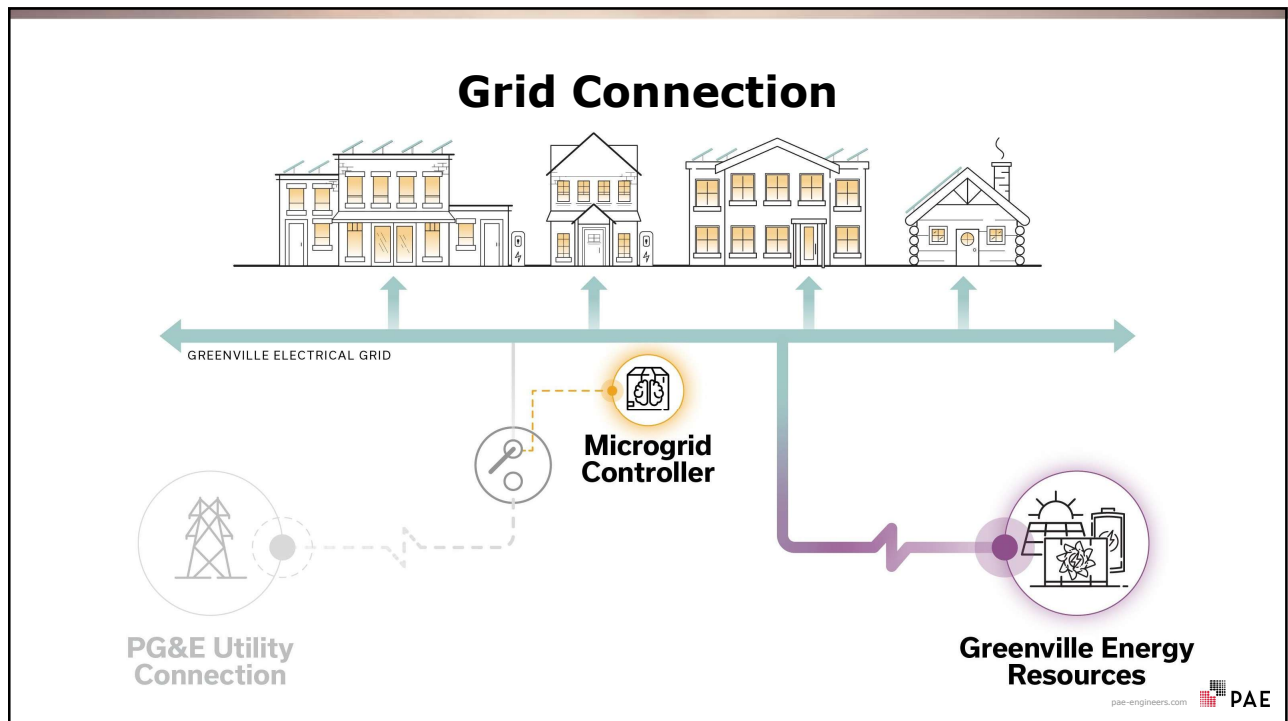 Grid Connection
GREENVILLE ELECTRICAL GRID
Microgrid
Controller
PG&E Utility
Connection
Greenville Energy
Resources
pae-engineers.com
PAE